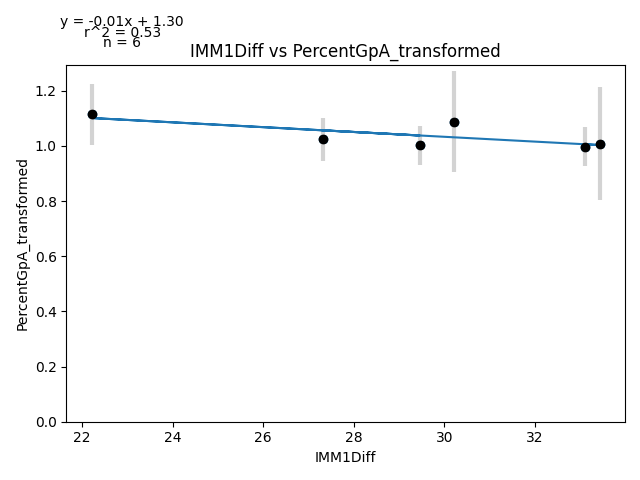 y = -0.01x + 1.30
r^2 = 0.53
n = 6
IMM1Diff vs PercentGpA_transformed
PercentGpA_transformed
1.2
1.0
0.8
0.6
0.4
0.2
0.0
22
24
26
28
30
32
IMM1Diff